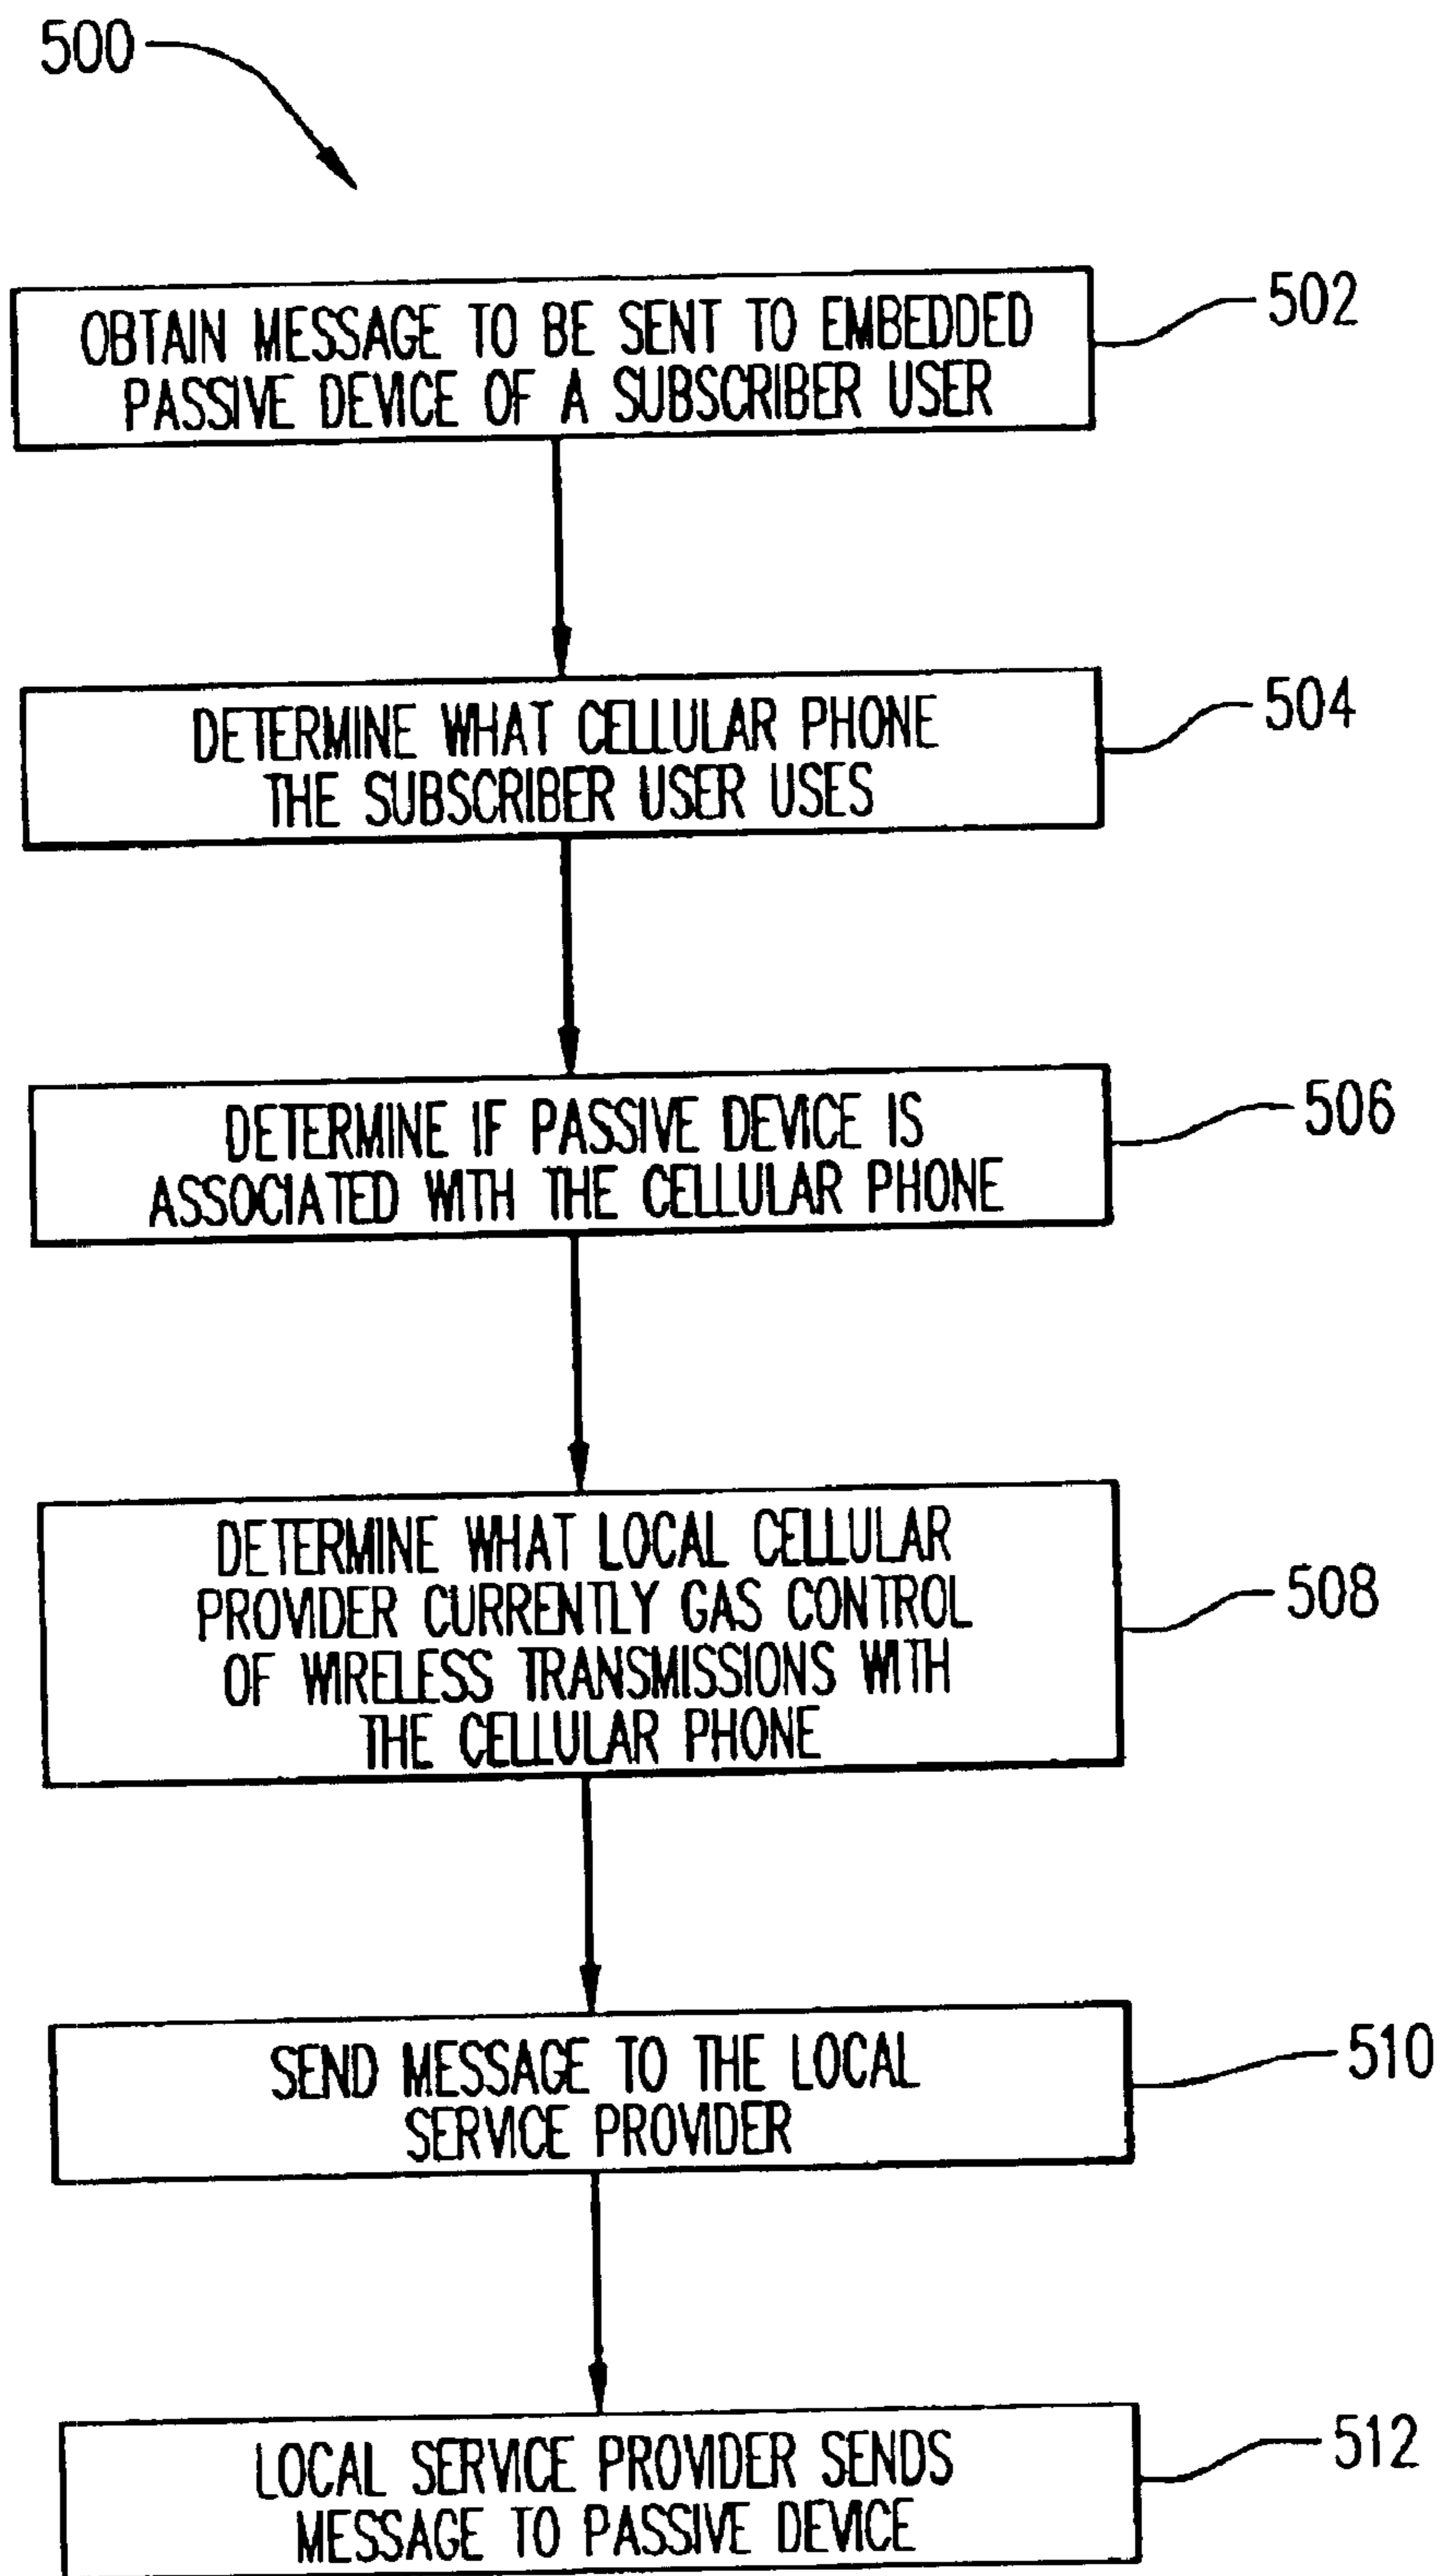 500
OBTAIN MESSAGE TO BE SENT TO EMBEDDED
PASSIVE DEVICE OF A SUBSCRIBER USER
502
DETERMINE WHAT CELLULAR PHONE
THE SUBSCRIBER USER USES
504
DETERMINE IF PASSIVE DEVICE IS
ASSOCIATED WITH THE CELLULAR PHONE
506
DETERMINE WHAT LOCAL CELLULAR
PROVIDER CURRENTLY GAS CONTROL
OF WIRELESS TRANSMISSIONS WITH
THE CELLULAR PHONE
508
SEND MESSAGE TO THE LOCAL
SERVICE PROVIDER
510
LOCAL SERVICE PROVIDER SENDS
MESSAGE TO PASSIVE DEVICE
512